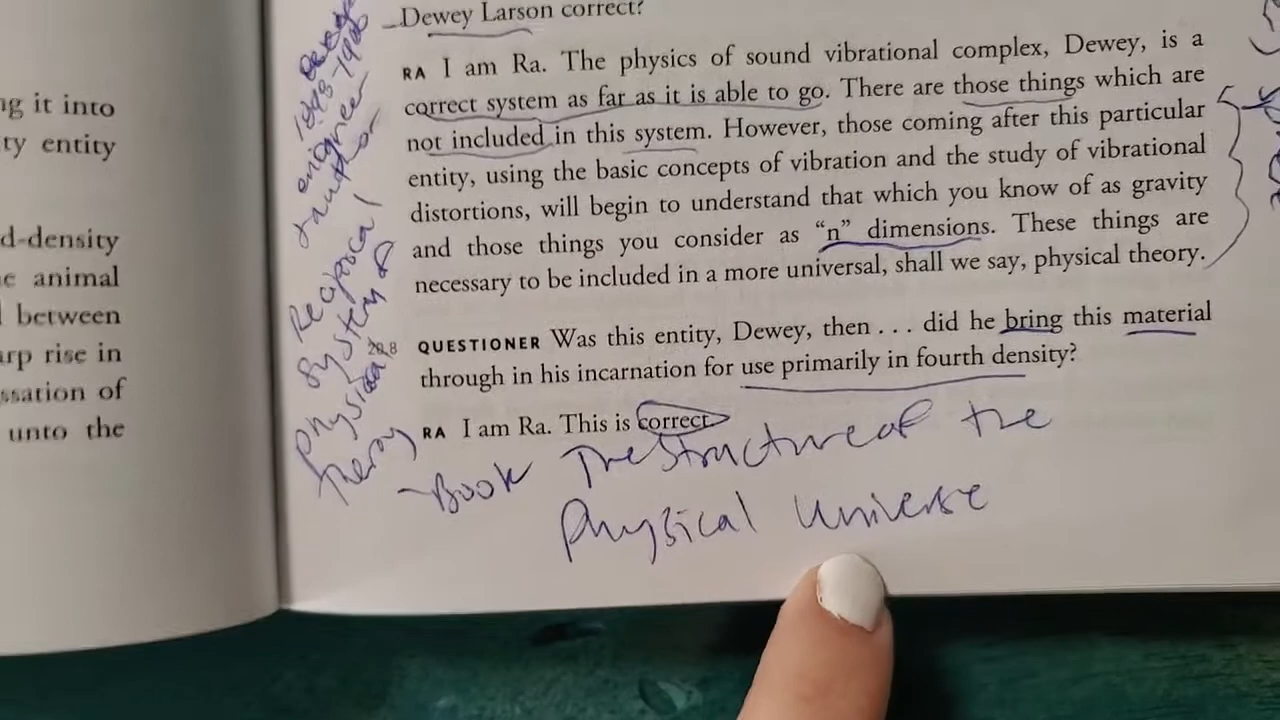 ng it into
ty entity
d-density
e animal
l between
arp rise in
ssation of
unto the
Dewey Larson correct?
RA I am Ra. The physics of sound vibrational complex, Dewey, is a
correct system as far as it is able to go. There are those things which are
not included in this system. However, those coming after this particular
entity, using the basic concepts of vibration and the study of vibrational
distortions, will begin to understand that which you know of as gravity
and those things you consider as “n” dimensions. These things are
necessary to be included in a more universal, shall we say, physical theory.
20.8 QUESTIONER Was this entity, Dewey, then . . . did he bring this material
through in his incarnation for use primarily in fourth density?
RA I am Ra. This is correct.
-Book The Structure of the
Physical Universe
engineer
& author
Reciprocal
System of
Physical
Theory